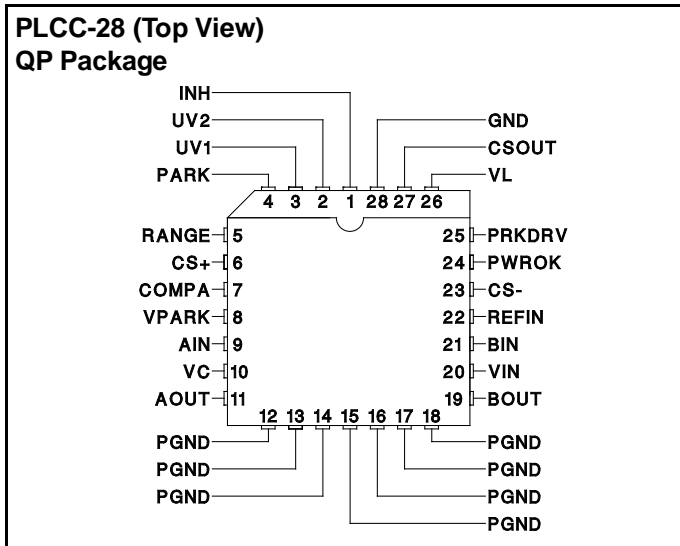 PLCC-28 (Top View)
QP Package
INH
UV2
GND
UV1
CSOUT
PARK
VL
4 3 2 1 28 27 26
RANGE 5 25 PRKDRV
CS+ 6 24 PWROK
COMPA 7 23 CS-
VPARK 8 22 REFIN
AIN 9 21 BIN
VC 10 20 VIN
AOUT 11 19 BOUT
12 13 14 15 16 17 18
PGND PGND
PGND PGND
PGND PGND
PGND